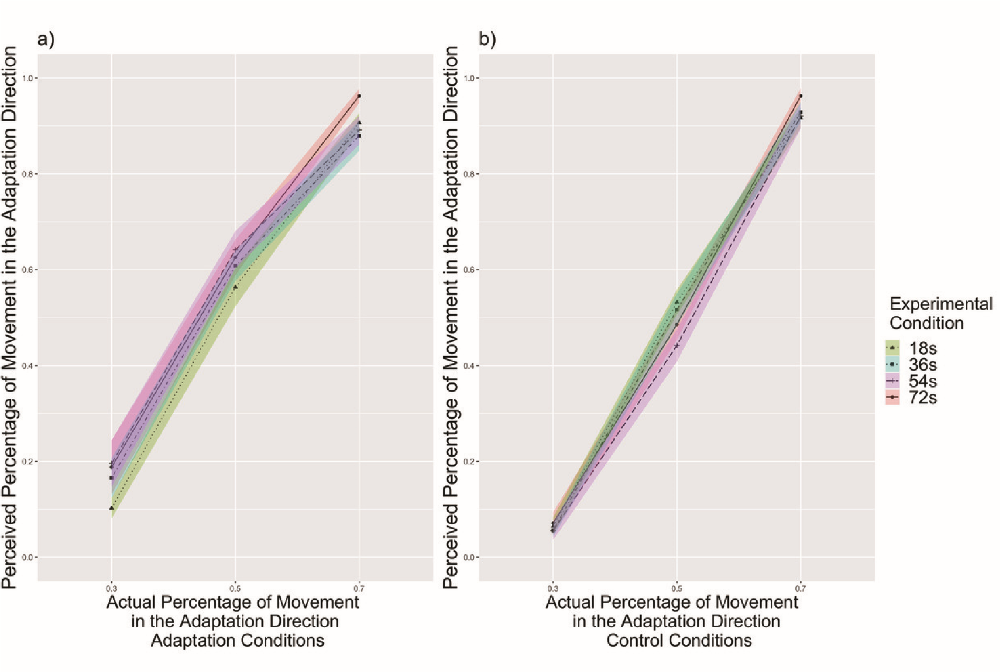 a)
Perceived Percentage of Movement in the Adaptation Direction
1.0
0.8
0.6
0.4
0.2
0.0
0.3 0.5 0.7
Actual Percentage of Movement
in the Adaptation Direction
Adaptation Conditions
b)
Perceived Percentage of Movement in the Adaptation Direction
1.0
0.8
0.6
0.4
0.2
0.0
0.3 0.5 0.7
Actual Percentage of Movement
in the Adaptation Direction
Control Conditions
Experimental
Condition
18s
36s
54s
72s